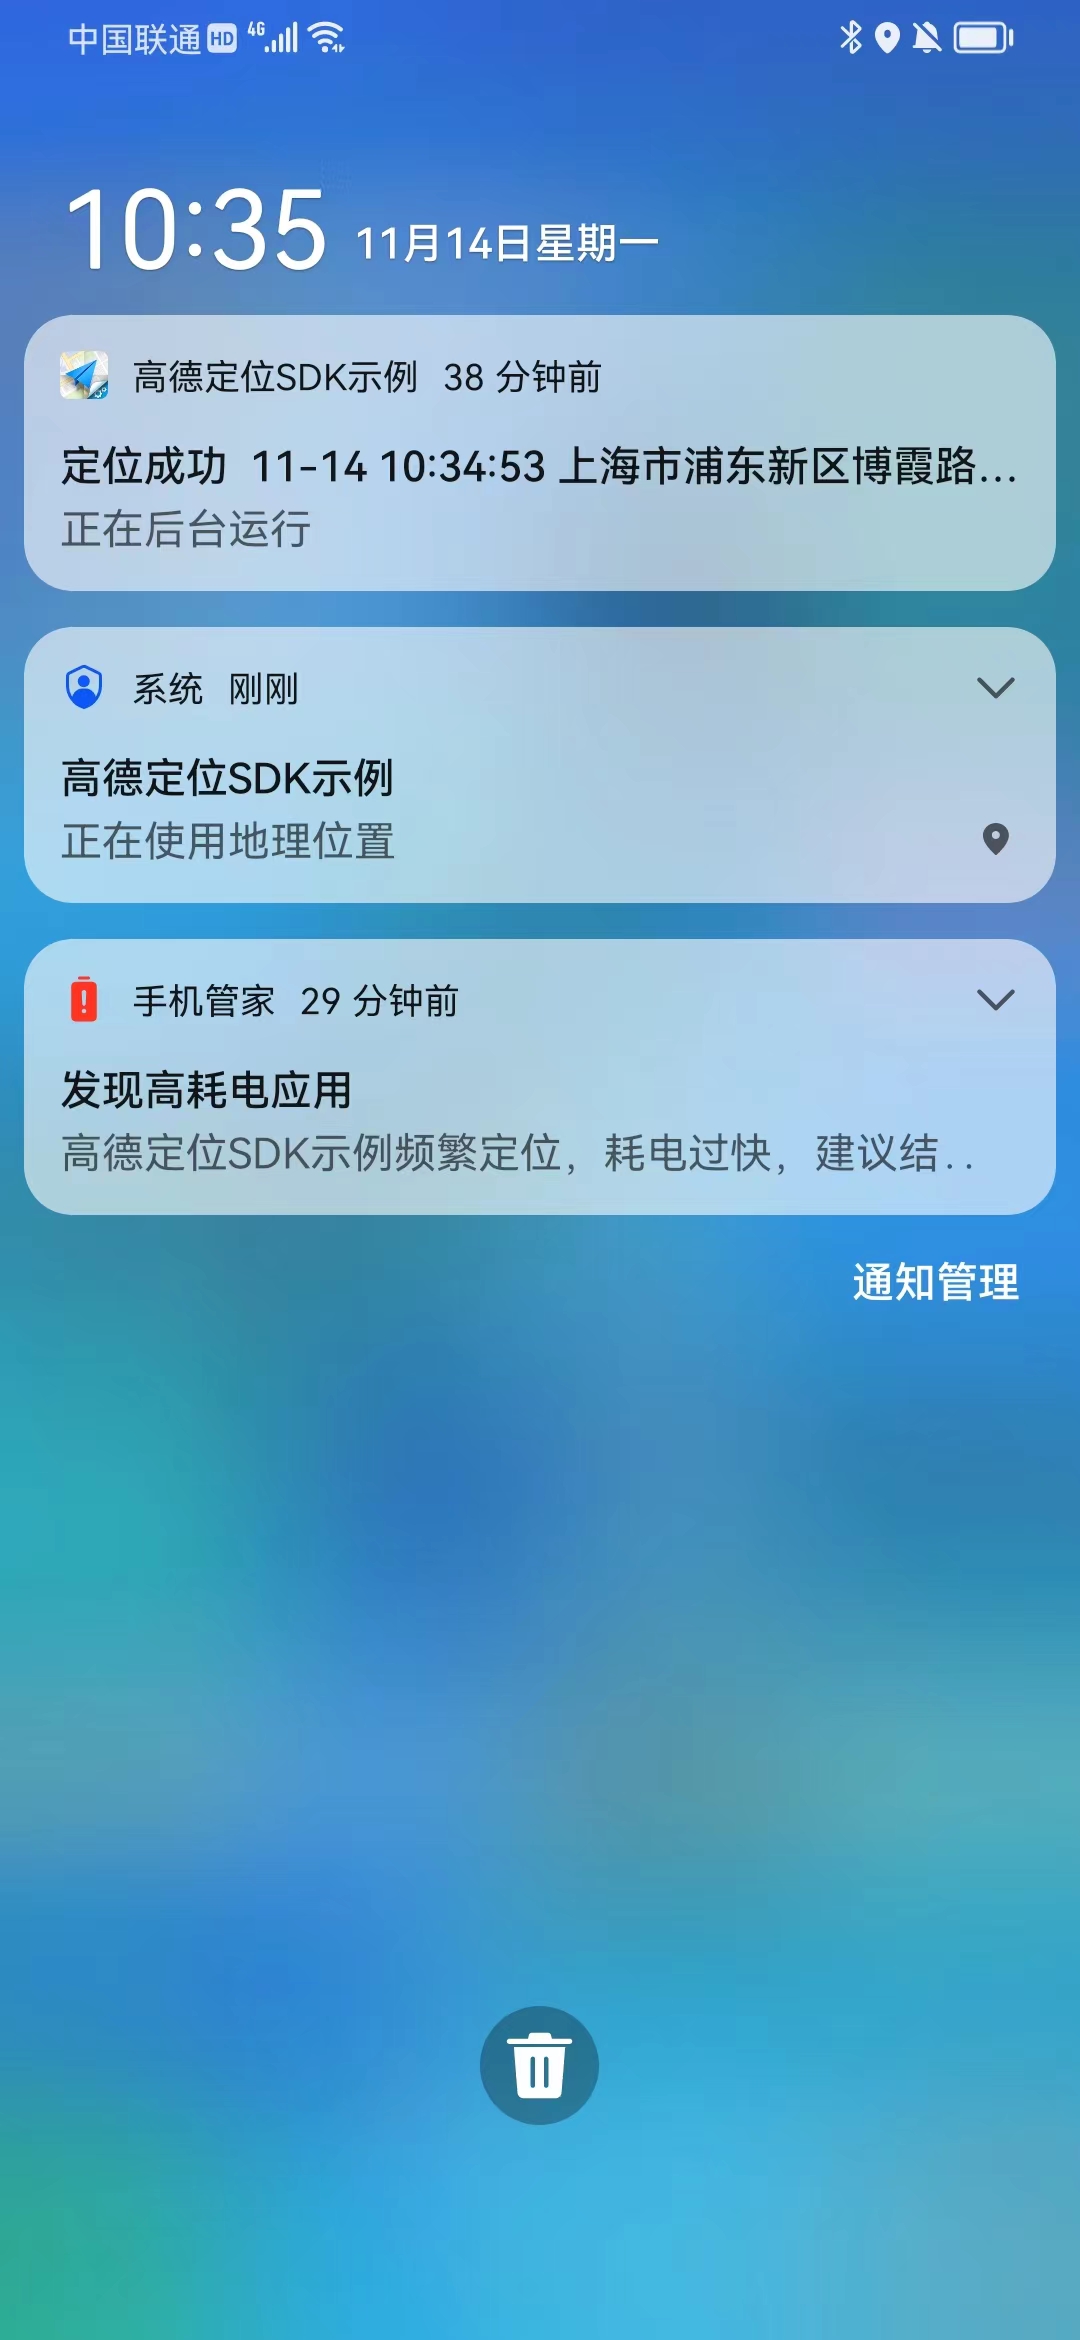 中国联通 HD 4G
10:35 11月14日星期一
高德定位SDK示例 38 分钟前
定位成功 11-14 10:34:53 上海市浦东新区博霞路...
正在后台运行
系统 刚刚
高德定位SDK示例
正在使用地理位置
手机管家 29 分钟前
发现高耗电应用
高德定位SDK示例频繁定位，耗电过快，建议结..
通知管理